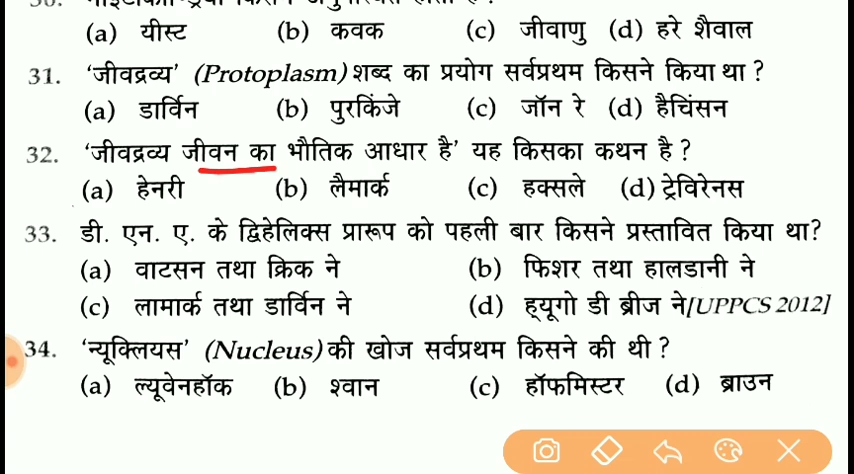 (a) यीस्ट (b) कवक (c) जीवाणु (d) हरे शैवाल
31. 'जीवद्रव्य' (Protoplasm) शब्द का प्रयोग सर्वप्रथम किसने किया था ?
(a) डार्विन (b) पुरकिंजे (c) जॉन रे (d) हैचिंसन
32. 'जीवद्रव्य जीवन का भौतिक आधार है' यह किसका कथन है ?
(a) हेनरी (b) लैमार्क (c) हक्सले (d) ट्रेविरेनस
33. डी. एन. ए. के द्विहेलिक्स प्रारूप को पहली बार किसने प्रस्तावित किया था?
(a) वाटसन तथा क्रिक ने (b) फिशर तथा हालडानी ने
(c) लामार्क तथा डार्विन ने (d) ह्यूगो डी ब्रीज ने [UPPCS 2012]
34. 'न्यूक्लियस' (Nucleus) की खोज सर्वप्रथम किसने की थी ?
(a) ल्यूवेनहॉक (b) श्वान (c) हॉफमिस्टर (d) ब्राउन